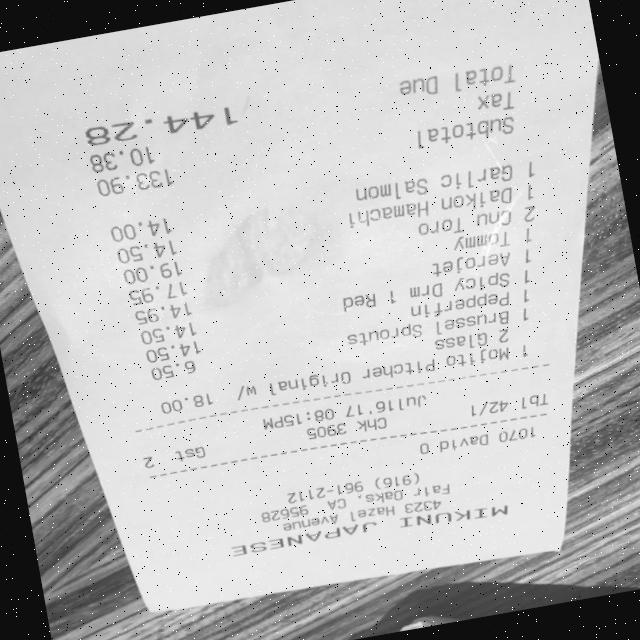 MIKUNI JAPANESE
4323 Hazel Avenue
Fair Oaks, CA 95628
(916) 961-2112
1070 David O
Tbl 42/1 Chk 3905 Gst 2
Jul16'17 08:15PM
1 Mojito Pitcher Original W/ 18.00
2 Glass
1 Brussel Sprouts 6.50
1 Pepperfin 14.50
1 Spicy Drm 1 Red 14.50
1 Aerojet 14.95
1 Tommy 17.95
2 Chu Toro 19.00
1 Daikon Hamachi 14.50
1 Garlic Salmon 14.00
Subtotal 133.90
Tax 10.38
Total Due 144.28